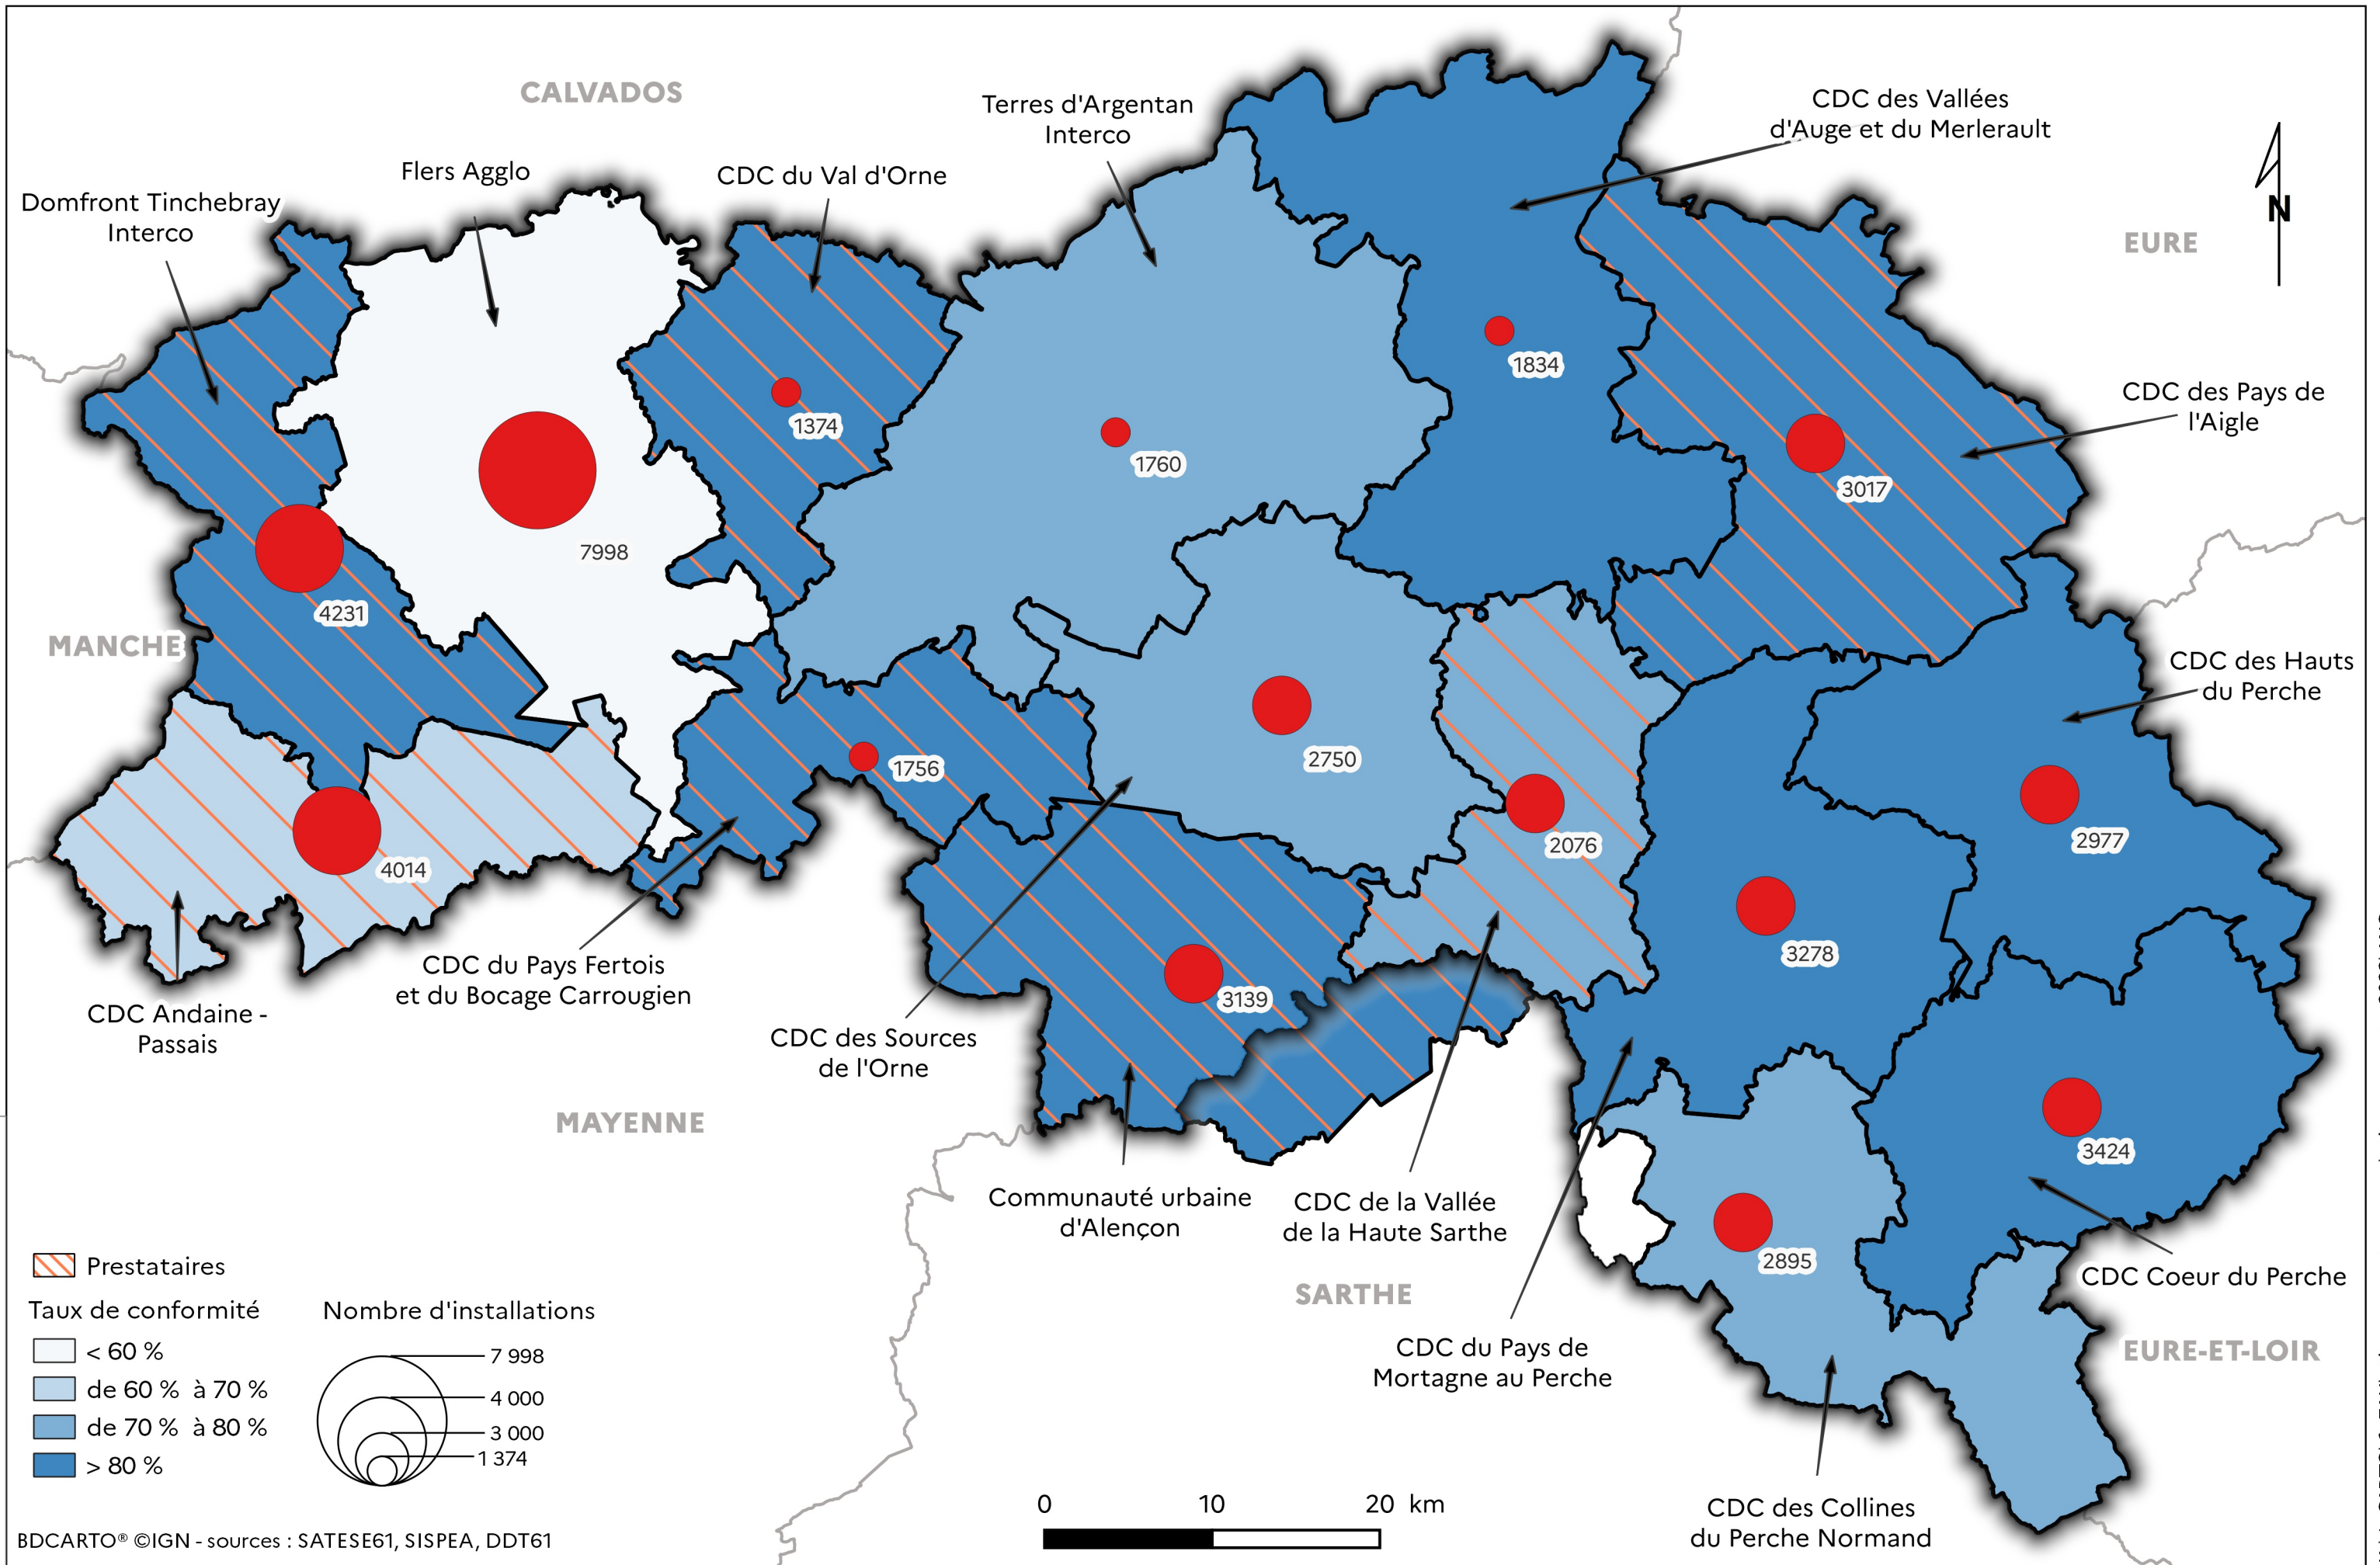 CALVADOS
Terres d'Argentan
Interco
CDC des Vallées
d'Auge et du Merlerault
Flers Agglo
CDC du Val d'Orne
Domfront Tinchebray
Interco
N
EURE
1834
CDC des Pays de
l'Aigle
1374
1760
3017
7998
4231
MANCHE
CDC des Hauts
du Perche
2750
1756
2076
2977
4014
3278
CDC du Pays Fertois
et du Bocage Carrougien
3139
CDC Andaine -
Passais
CDC des Sources
de l'Orne
MAYENNE
3424
Communauté urbaine
d'Alençon
CDC de la Vallée
de la Haute Sarthe
2895
CDC Coeur du Perche
SARTHE
CDC du Pays de
Mortagne au Perche
EURE-ET-LOIR
CDC des Collines
du Perche Normand
Prestataires
Taux de conformité
< 60 %
de 60 % à 70 %
de 70 % à 80 %
> 80 %
Nombre d'installations
7 998
4 000
3 000
1 374
0 10 20 km
BDCARTO® ©IGN - sources : SATESE61, SISPEA, DDT61